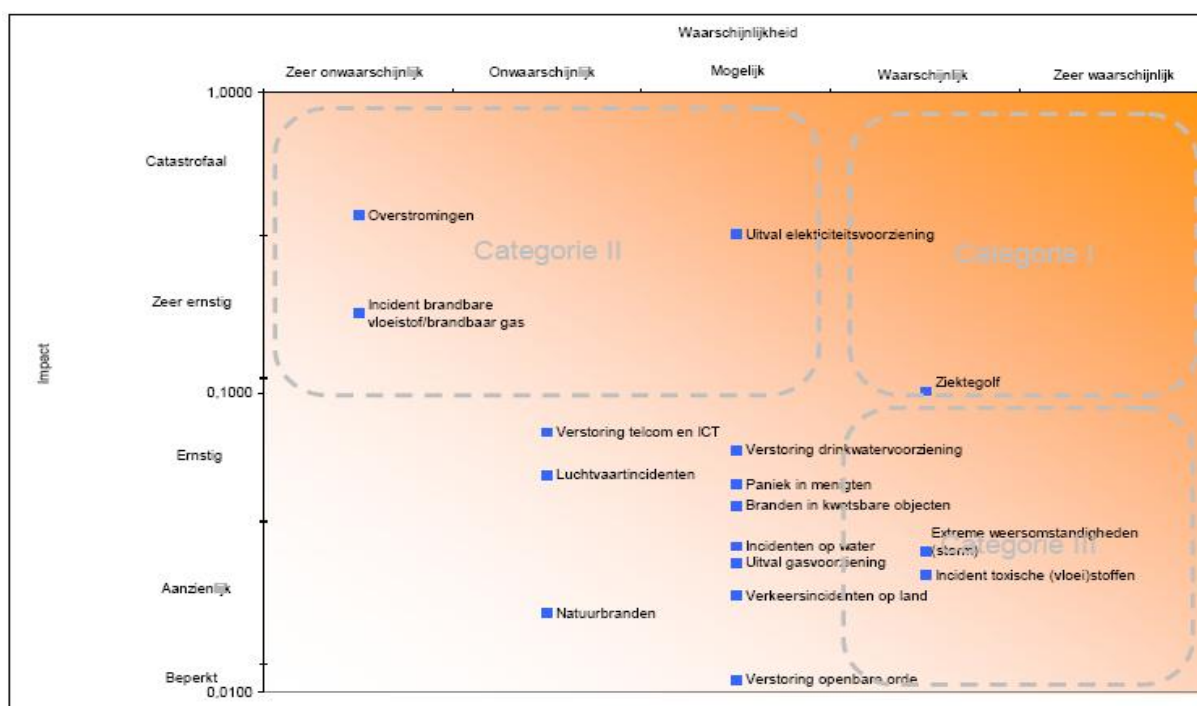 Waarschijnlijkheid
Zeer onwaarschijnlijk
Onwaarschijnlijk
Mogelijk
Waarschijnlijk
Zeer waarschijnlijk
1,0000
Catastrofaal
Overstromingen
Uitval elekticiteitsvoorziening
Categorie II
Categorie I
Zeer ernstig
Incident brandbare
vloeistof/brandbaar gas
Impact
0,1000
Ziektegolf
Verstoring telcom en ICT
Ernstig
Verstoring drinkwatervoorziening
Luchtvaartincidenten
Paniek in menigten
Branden in kwetsbare objecten
Extreme weersomstandigheden
(storm)
Categorie III
Incidenten op water
Uitval gasvoorziening
Incident toxische (vloei)stoffen
Aanzienlijk
Verkeersincidenten op land
Natuurbranden
Beperkt
Verstoring openbare orde
0,0100